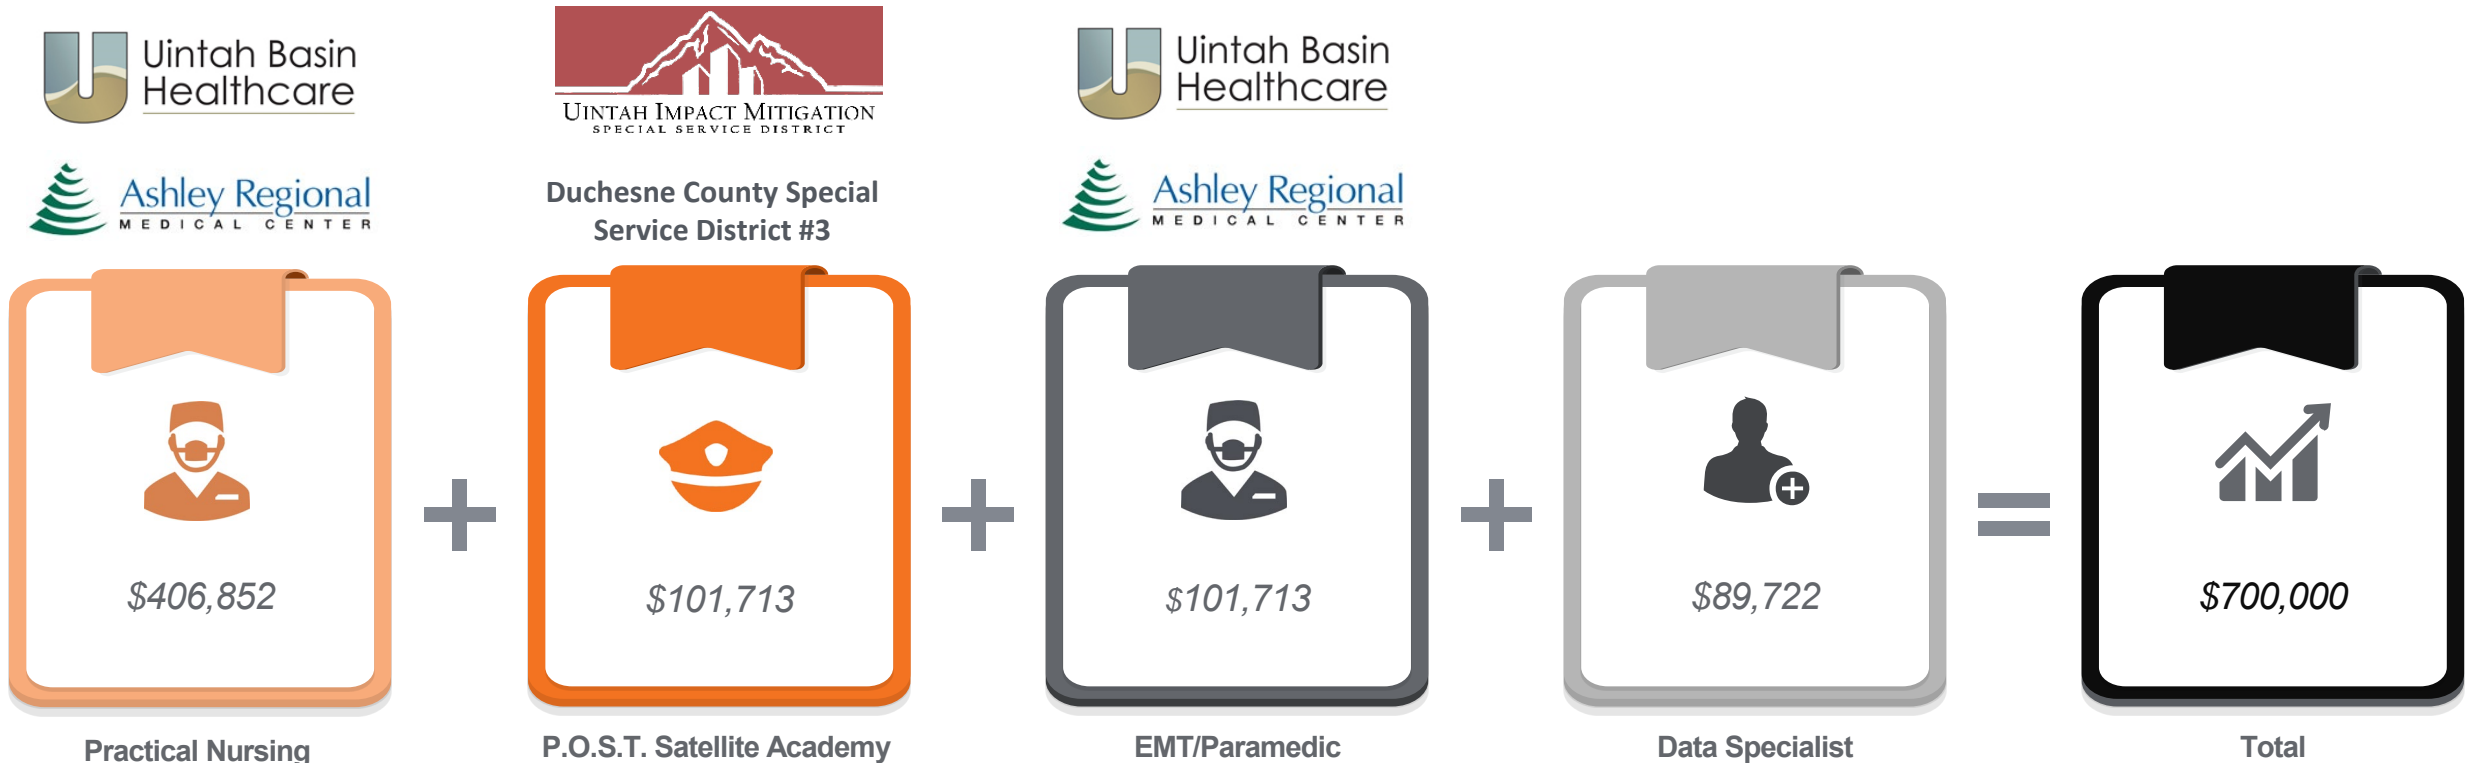 Uintah Basin
Healthcare
Ashley Regional
MEDICAL CENTER
UINTAH IMPACT MITIGATION
SPECIAL SERVICE DISTRICT
Duchesne County Special
Service District #3
Uintah Basin
Healthcare
Ashley Regional
MEDICAL CENTER
$406,852
$101,713
$101,713
$89,722
$700,000
Practical Nursing
P.O.S.T. Satellite Academy
EMT/Paramedic
Data Specialist
Total